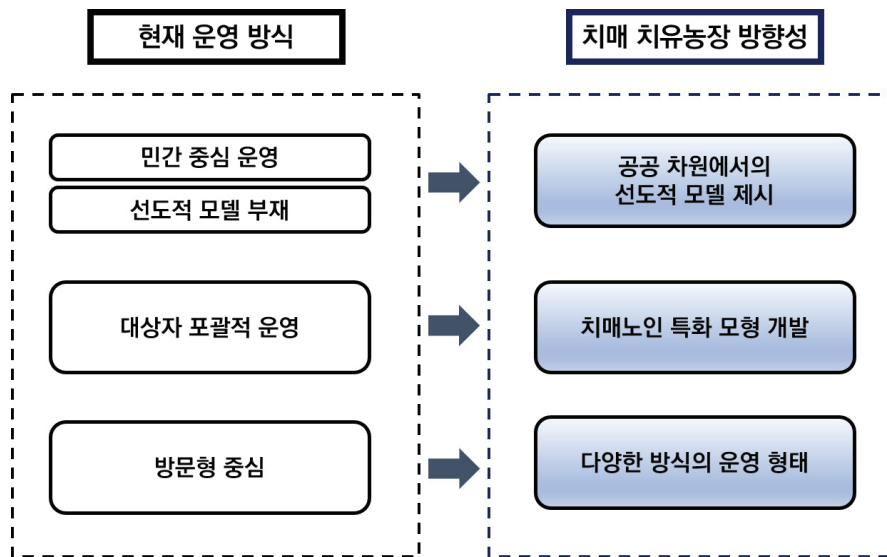 현재 운영 방식
치매 치유농장 방향성
민간 중심 운영
선도적 모델 부재
공공 차원에서의
선도적 모델 제시
대상자 포괄적 운영
치매노인 특화 모형 개발
방문형 중심
다양한 방식의 운영 형태